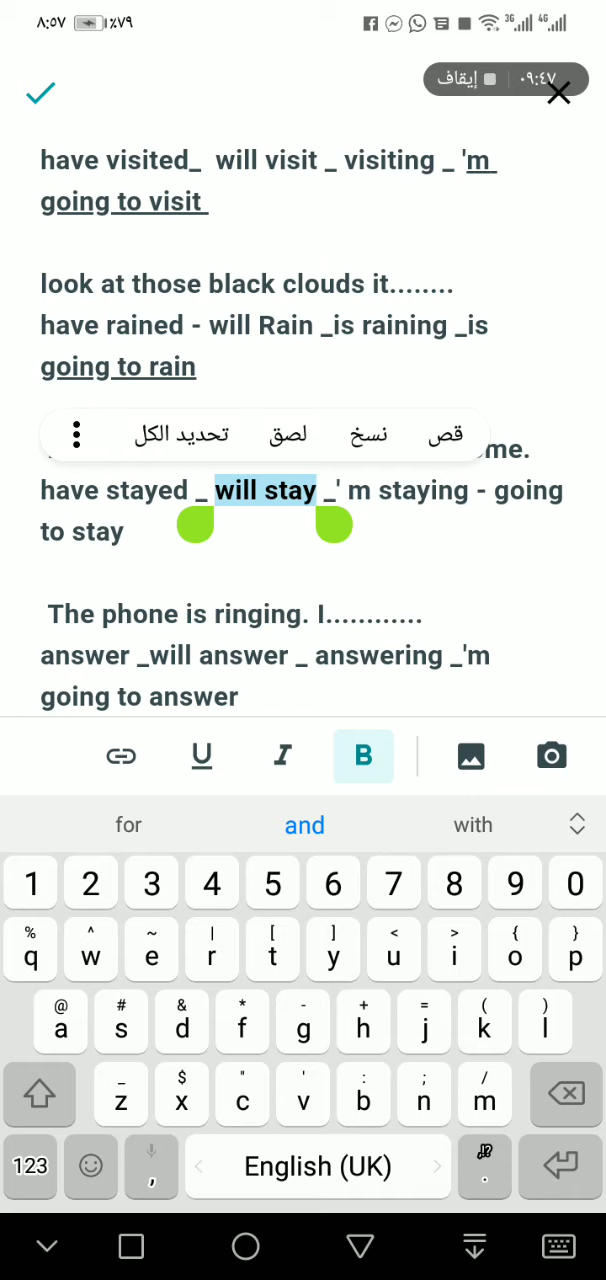 ٨:٥٧ ٪٧٩ 3G 4G
إيقاف ٠٩:٤٧
have visited_ will visit _ visiting _ 'm
going to visit
look at those black clouds it........
have rained - will Rain _is raining _is
going to rain
تحديد الكل لصق نسخ قص
me.
have stayed _ will stay _' m staying - going
to stay
The phone is ringing. I............
answer _will answer _ answering _'m
going to answer
U I B
for and with
1 2 3 4 5 6 7 8 9 0
% ^ ~ | [ ] < > { }
q w e r t y u i o p
@ # & * - + = ( )
a s d f g h j k l
_ $ " ' : ; /
z x c v b n m
123 , English (UK) .